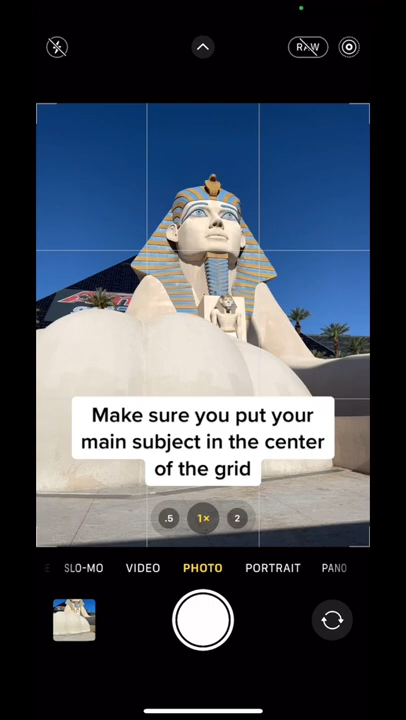 RAW
Make sure you put your
main subject in the center
of the grid
.5 1× 2
SLO-MO VIDEO PHOTO PORTRAIT PANO